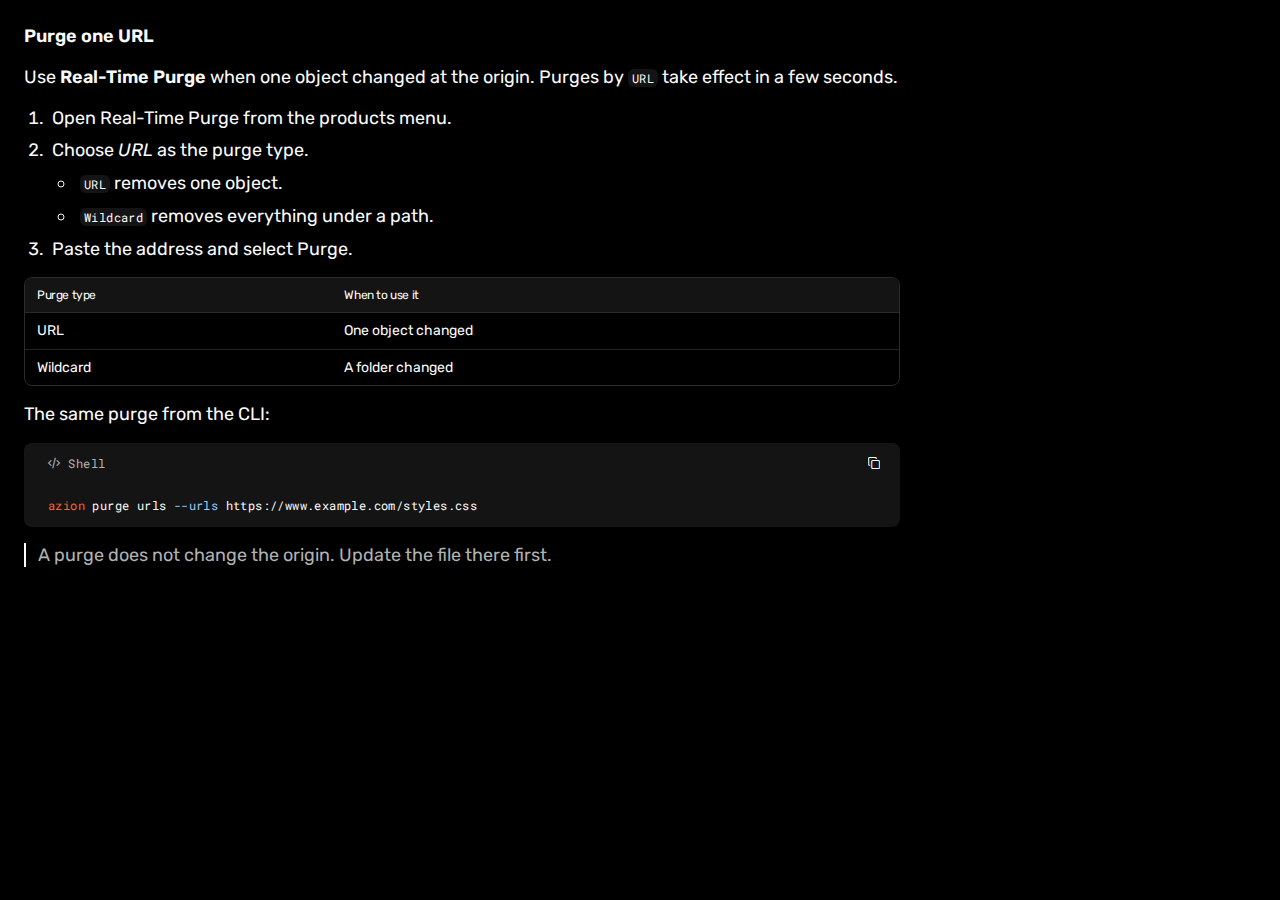 Purge one URL
Use Real-Time Purge when one object changed at the origin. Purges by URL take effect in a few seconds.
1. Open Real-Time Purge from the products menu.
2. Choose URL as the purge type.
URL removes one object.
Wildcard removes everything under a path.
3. Paste the address and select Purge.
Purge type When to use it
URL One object changed
Wildcard A folder changed
The same purge from the CLI:
</> Shell
azion purge urls --urls https://www.example.com/styles.css
A purge does not change the origin. Update the file there first.